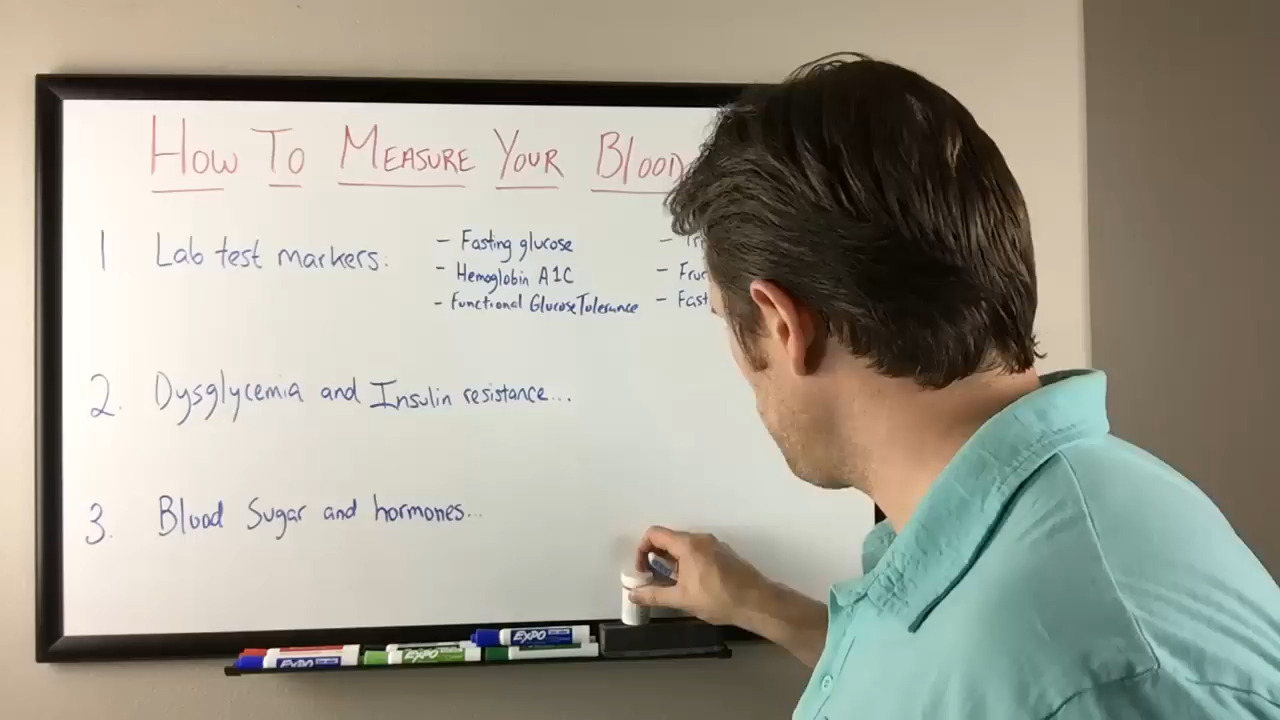 HOW TO MEASURE YOUR BLOOD
1 Lab test markers:
- Fasting glucose
- Hemoglobin A1C
- Functional Glucose Tolerance
2. Dysglycemia and Insulin resistance...
3. Blood Sugar and hormones...
EXPO
EXPO
EXPO